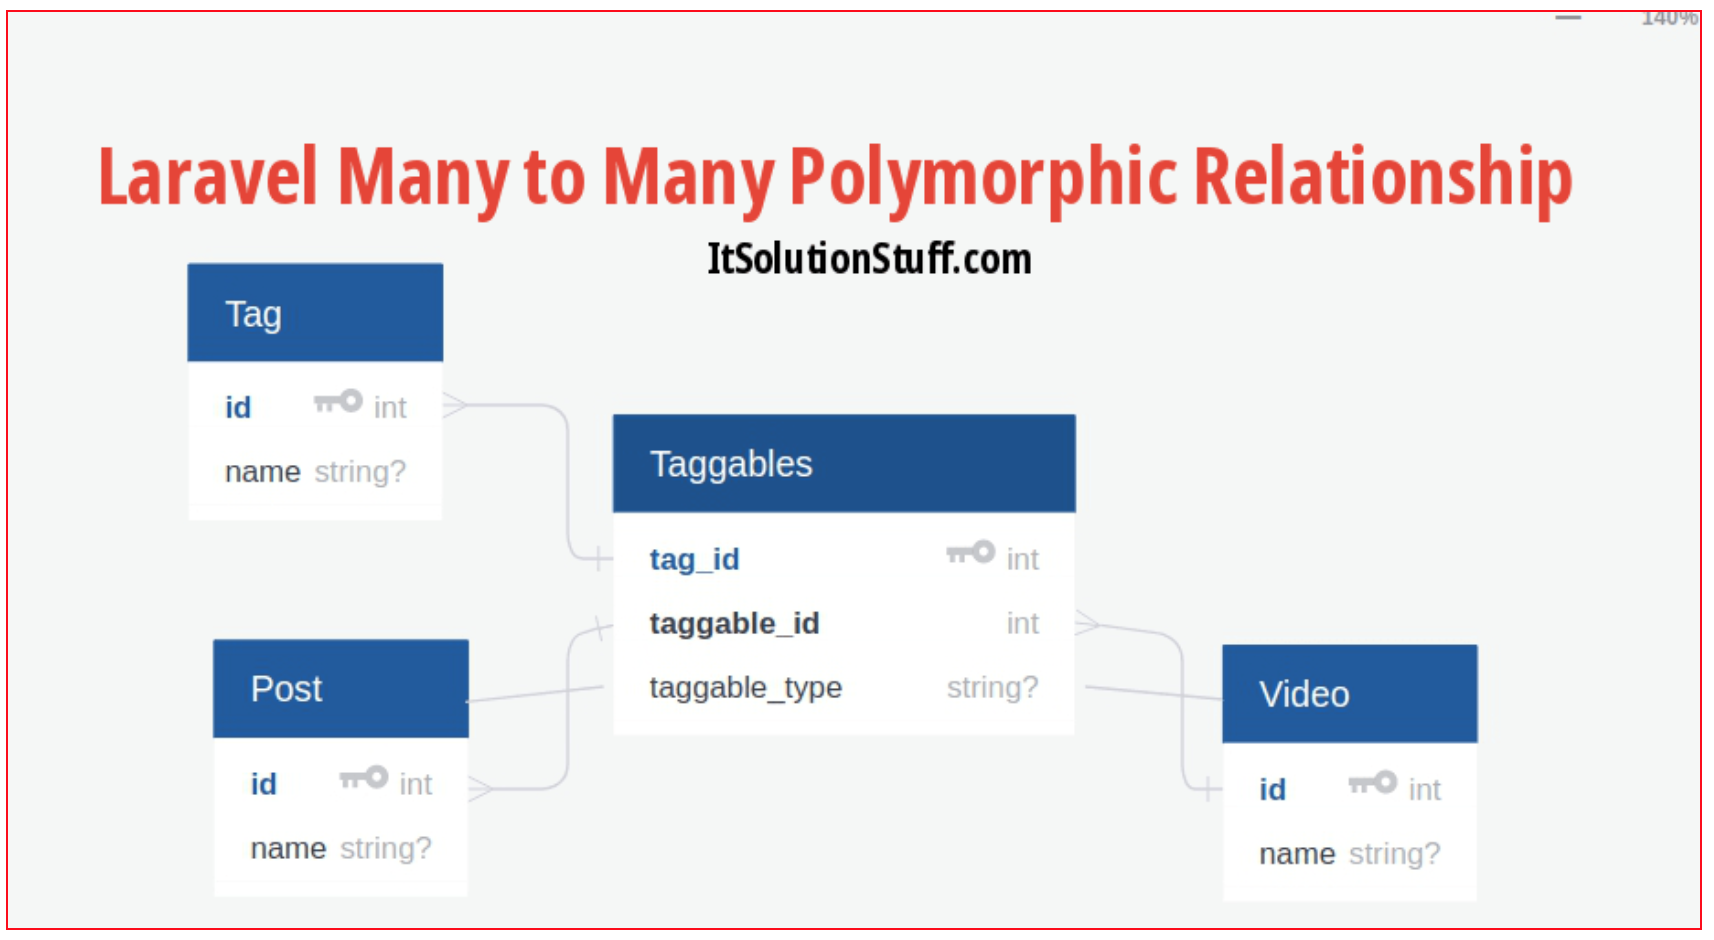 140%
Laravel Many to Many Polymorphic Relationship
ItSolutionStuff.com
Tag
id int
name string?
Taggables
tag_id int
taggable_id int
taggable_type string?
Post
id int
name string?
Video
id int
name string?